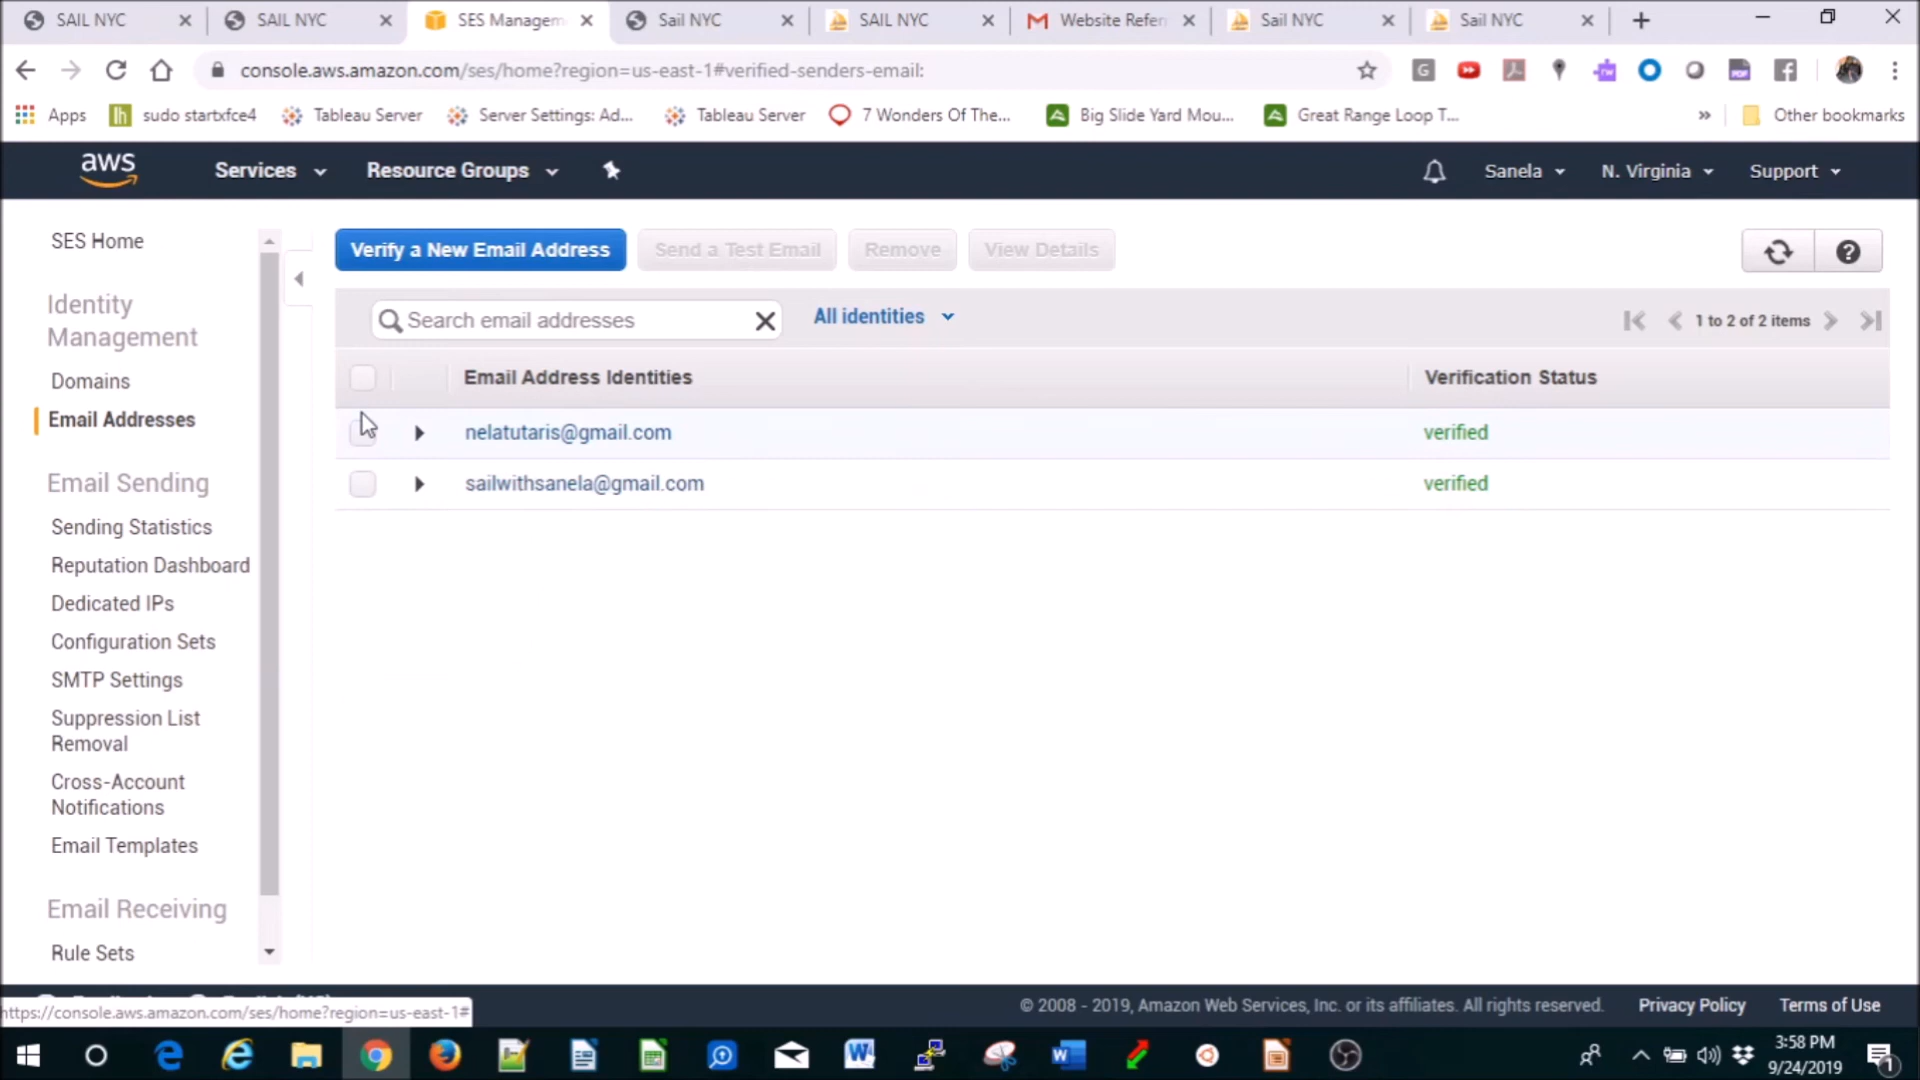 SAIL NYC
SAIL NYC
SES Managem
Sail NYC
SAIL NYC
Website Refer
Sail NYC
Sail NYC
console.aws.amazon.com/ses/home?region=us-east-1#verified-senders-email:
Apps
sudo startxfce4
Tableau Server
Server Settings: Ad...
Tableau Server
7 Wonders Of The...
Big Slide Yard Mou...
Great Range Loop T...
»
Other bookmarks
aws
Services
Resource Groups
Sanela
N. Virginia
Support
SES Home
Identity
Management
Domains
Email Addresses
Email Sending
Sending Statistics
Reputation Dashboard
Dedicated IPs
Configuration Sets
SMTP Settings
Suppression List
Removal
Cross-Account
Notifications
Email Templates
Email Receiving
Rule Sets
Verify a New Email Address
Send a Test Email
Remove
View Details
Search email addresses
All identities
1 to 2 of 2 items
Email Address Identities
Verification Status
nelatutaris@gmail.com
verified
sailwithsanela@gmail.com
verified
https://console.aws.amazon.com/ses/home?region=us-east-1#
© 2008 - 2019, Amazon Web Services, Inc. or its affiliates. All rights reserved.
Privacy Policy
Terms of Use
3:58 PM
9/24/2019
1